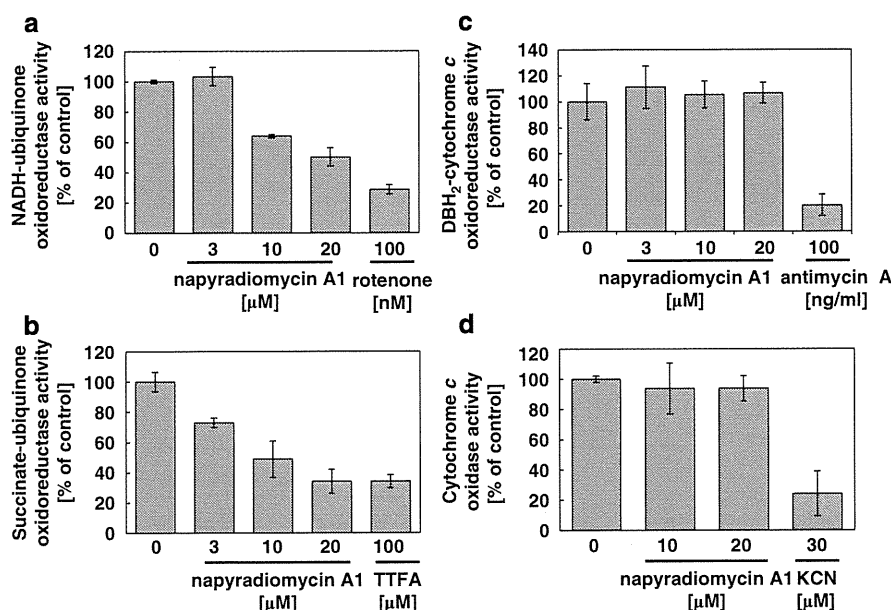 a
NADH-ubiquinone
oxidoreductase activity
[% of control]
120
100
80
60
40
20
0
0 3 10 20 100
napyradiomycin A1 rotenone
[µM] [nM]
b
Succinate-ubiquinone
oxidoreductase activity
[% of control]
120
100
80
60
40
20
0
0 3 10 20 100
napyradiomycin A1 TTFA
[µM] [µM]
c
DBH2-cytochrome c
oxidoreductase activity
[% of control]
140
120
100
80
60
40
20
0
0 3 10 20 100
napyradiomycin A1 antimycin A
[µM] [ng/ml]
d
Cytochrome c
oxidase activity
[% of control]
120
100
80
60
40
20
0
0 10 20 30
napyradiomycin A1 KCN
[µM] [µM]